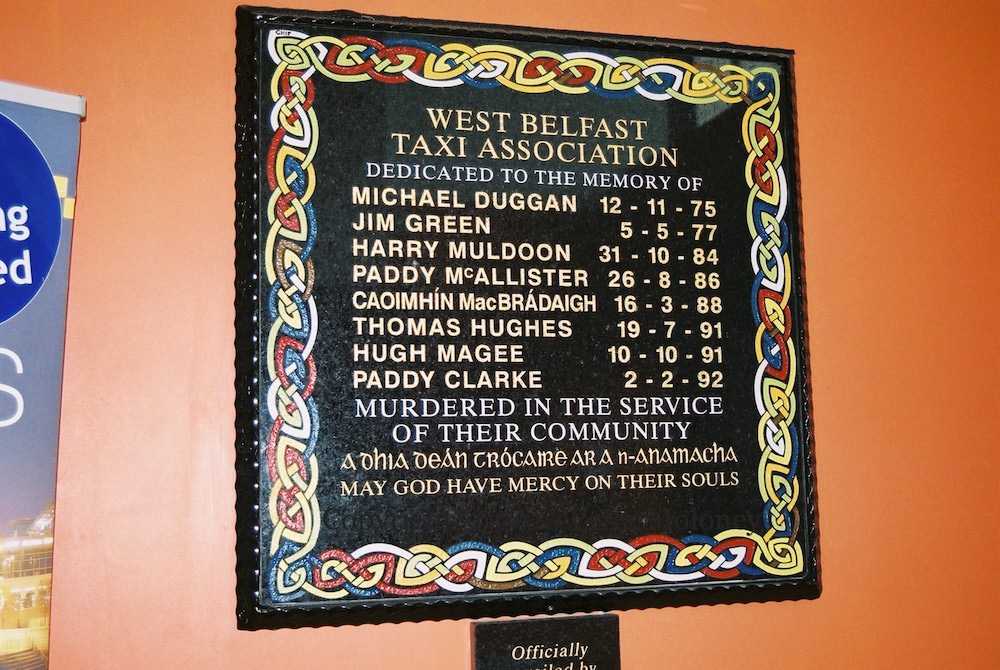 WEST BELFAST
TAXI ASSOCIATION
DEDICATED TO THE MEMORY OF
MICHAEL DUGGAN 12 - 11 - 75
JIM GREEN 5 - 5 - 77
HARRY MULDOON 31 - 10 - 84
PADDY McALLISTER 26 - 8 - 86
CAOIMHÍN MacBRÁDAIGH 16 - 3 - 88
THOMAS HUGHES 19 - 7 - 91
HUGH MAGEE 10 - 10 - 91
PADDY CLARKE 2 - 2 - 92
MURDERED IN THE SERVICE
OF THEIR COMMUNITY
A DHIA DEÁN TRÓCAIRE AR A n-ANAMACHA
MAY GOD HAVE MERCY ON THEIR SOULS
Officially
by